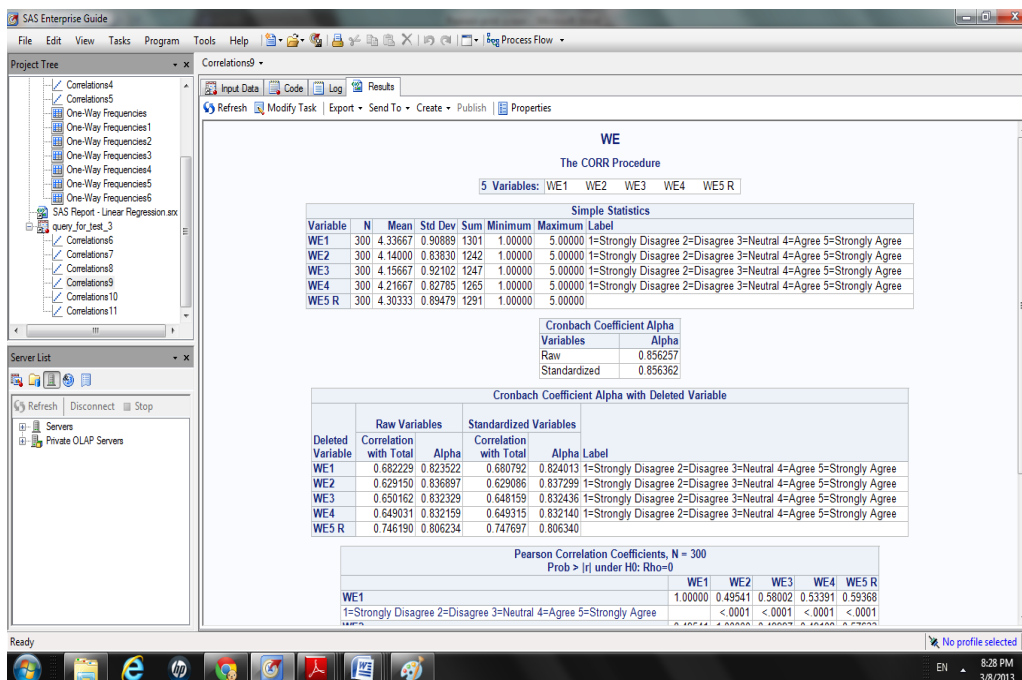 SAS Enterprise Guide
File Edit View Tasks Program Tools Help Process Flow
Project Tree
Correlations4
Correlations5
One-Way Frequencies
One-Way Frequencies1
One-Way Frequencies2
One-Way Frequencies3
One-Way Frequencies4
One-Way Frequencies5
One-Way Frequencies6
SAS Report - Linear Regression.srx
query_for_test_3
Correlations6
Correlations7
Correlations8
Correlations9
Correlations10
Correlations11
Server List
Refresh Disconnect Stop
Servers
Private OLAP Servers
Correlations9
Input Data Code Log Results
Refresh Modify Task Export Send To Create Publish Properties
WE
The CORR Procedure
5 Variables: WE1 WE2 WE3 WE4 WE5 R
Simple Statistics
Variable N Mean Std Dev Sum Minimum Maximum Label
WE1 300 4.33667 0.90889 1301 1.00000 5.00000 1=Strongly Disagree 2=Disagree 3=Neutral 4=Agree 5=Strongly Agree
WE2 300 4.14000 0.83830 1242 1.00000 5.00000 1=Strongly Disagree 2=Disagree 3=Neutral 4=Agree 5=Strongly Agree
WE3 300 4.15667 0.92102 1247 1.00000 5.00000 1=Strongly Disagree 2=Disagree 3=Neutral 4=Agree 5=Strongly Agree
WE4 300 4.21667 0.82785 1265 1.00000 5.00000 1=Strongly Disagree 2=Disagree 3=Neutral 4=Agree 5=Strongly Agree
WE5 R 300 4.30333 0.89479 1291 1.00000 5.00000
Cronbach Coefficient Alpha
Variables Alpha
Raw 0.856257
Standardized 0.856362
Cronbach Coefficient Alpha with Deleted Variable
Raw Variables Standardized Variables
Deleted Correlation Correlation
Variable with Total Alpha with Total Alpha Label
WE1 0.682229 0.823522 0.680792 0.824013 1=Strongly Disagree 2=Disagree 3=Neutral 4=Agree 5=Strongly Agree
WE2 0.629150 0.836897 0.629086 0.837299 1=Strongly Disagree 2=Disagree 3=Neutral 4=Agree 5=Strongly Agree
WE3 0.650162 0.832329 0.648159 0.832436 1=Strongly Disagree 2=Disagree 3=Neutral 4=Agree 5=Strongly Agree
WE4 0.649031 0.832159 0.649315 0.832140 1=Strongly Disagree 2=Disagree 3=Neutral 4=Agree 5=Strongly Agree
WE5 R 0.746190 0.806234 0.747697 0.806340
Pearson Correlation Coefficients, N = 300
Prob > |r| under H0: Rho=0
WE1 WE2 WE3 WE4 WE5 R
WE1 1.00000 0.49541 0.58002 0.53391 0.59368
1=Strongly Disagree 2=Disagree 3=Neutral 4=Agree 5=Strongly Agree <.0001 <.0001 <.0001 <.0001
Ready
No profile selected
EN 8:28 PM
3/8/2013